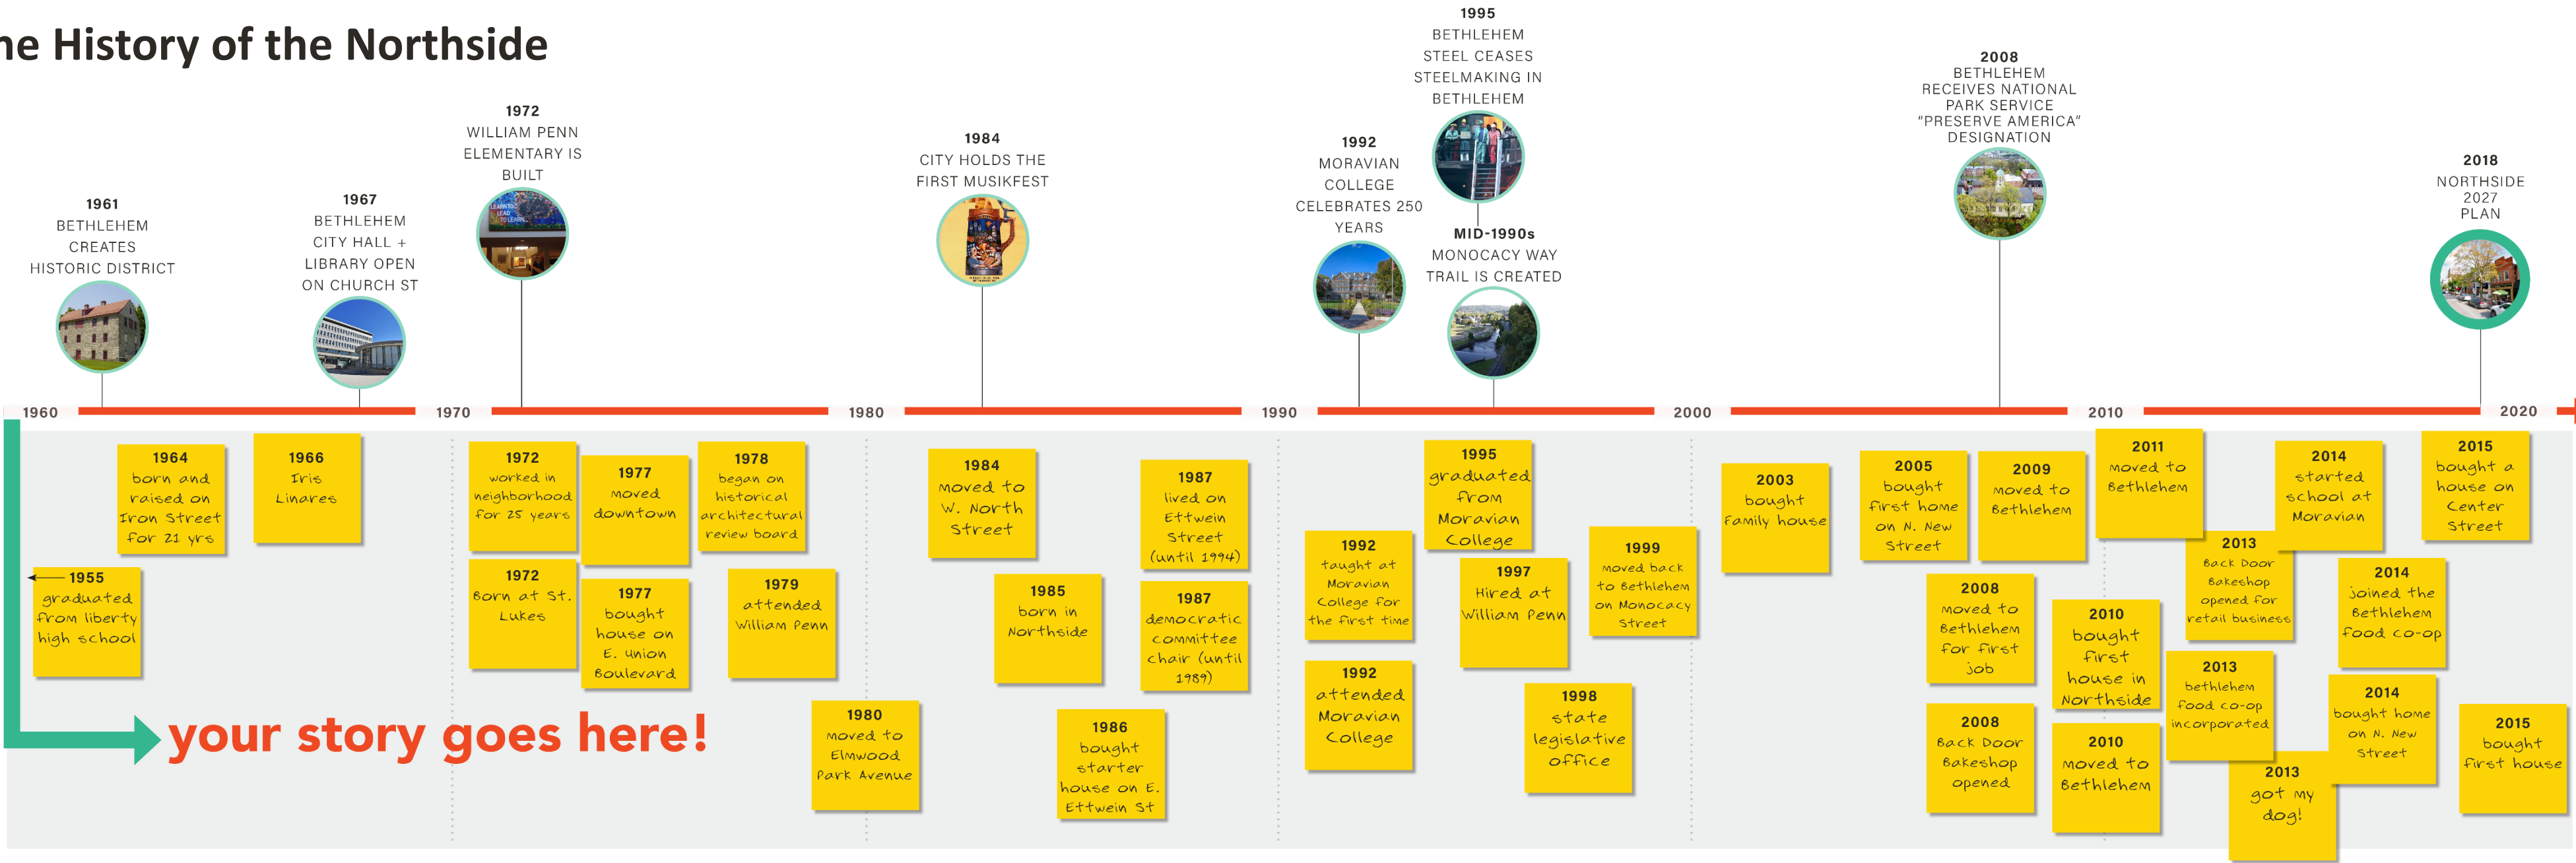 he History of the Northside
1961
BETHLEHEM
CREATES
HISTORIC DISTRICT
1967
BETHLEHEM
CITY HALL +
LIBRARY OPEN
ON CHURCH ST
1972
WILLIAM PENN
ELEMENTARY IS
BUILT
LEARN TO
LEAD
TO LEARN
1984
CITY HOLDS THE
FIRST MUSIKFEST
1992
MORAVIAN
COLLEGE
CELEBRATES 250
YEARS
1995
BETHLEHEM
STEEL CEASES
STEELMAKING IN
BETHLEHEM
MID-1990s
MONOCACY WAY
TRAIL IS CREATED
2008
BETHLEHEM
RECEIVES NATIONAL
PARK SERVICE
“PRESERVE AMERICA”
DESIGNATION
2018
NORTHSIDE
2027
PLAN
1960
1970
1980
1990
2000
2010
2020
1964
born and
raised on
Iron Street
for 21 yrs
1966
Iris
Linares
1955
graduated
from liberty
high school
1972
worked in
neighborhood
for 25 years
1977
moved
downtown
1978
began on
historical
architectural
review board
1972
Born at St.
Lukes
1977
bought
house on
E. Union
Boulevard
1979
attended
William Penn
1980
moved to
Elmwood
Park Avenue
your story goes here!
1984
moved to
W. North
Street
1987
lived on
Ettwein
Street
(until 1994)
1985
born in
Northside
1987
democratic
committee
chair (until
1989)
1986
bought
starter
house on E.
Ettwein St
1995
graduated
from
Moravian
College
1992
taught at
Moravian
College for
the first time
1997
Hired at
William Penn
1999
moved back
to Bethlehem
on Monocacy
Street
1992
attended
Moravian
College
1998
state
legislative
office
2003
bought
Family house
2005
bought
first home
on N. New
Street
2009
moved to
Bethlehem
2011
moved to
Bethlehem
2014
started
school at
Moravian
2015
bought a
house on
Center
Street
2008
moved to
Bethlehem
for first
job
2010
bought
first
house in
Northside
2013
Back Door
Bakeshop
opened for
retail business
2014
joined the
Bethlehem
food co-op
2008
Back Door
Bakeshop
opened
2010
moved to
Bethlehem
2013
bethlehem
food co-op
incorporated
2014
bought home
on N. New
Street
2013
got my
dog!
2015
bought
first house